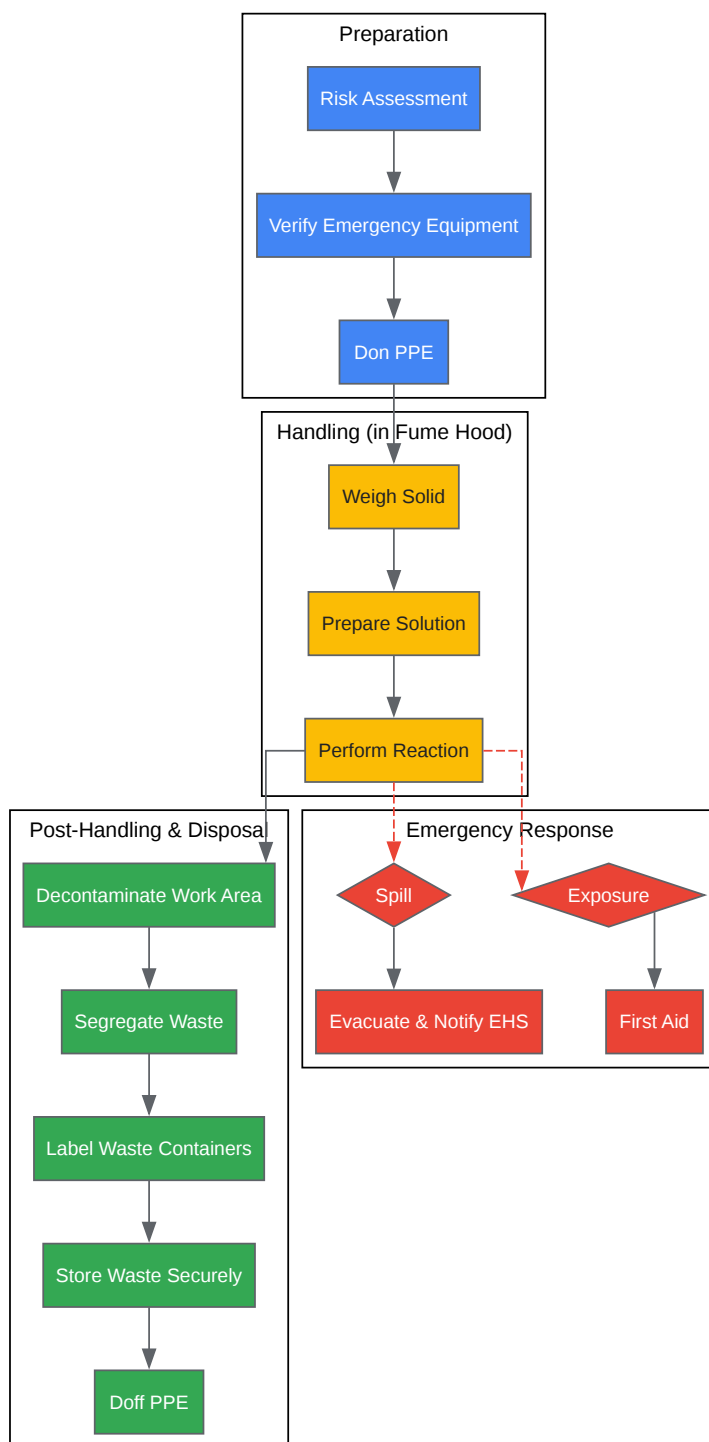 Preparation
Risk Assessment
Verify Emergency Equipment
Don PPE
Handling (in Fume Hood)
Weigh Solid
Prepare Solution
Perform Reaction
Post-Handling & Disposal
Decontaminate Work Area
Segregate Waste
Label Waste Containers
Store Waste Securely
Doff PPE
Emergency Response
Spill
Exposure
Evacuate & Notify EHS
First Aid